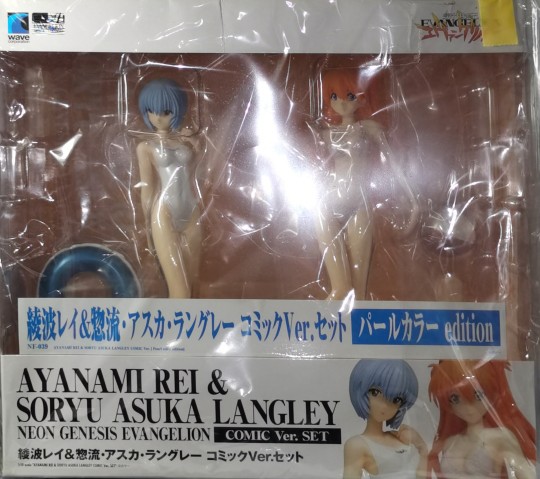 wave
EVANGEL
綾波レイ&惣流・アスカ・ラングレー コミックVer.セット パールカラー edition
NT-039
AYANAMI REI &
SORYU ASUKA LANGLEY
NEON GENESIS EVANGELION COMIC Ver. SET
綾波レイ&惣流・アスカ・ラングレー コミックVer.セット